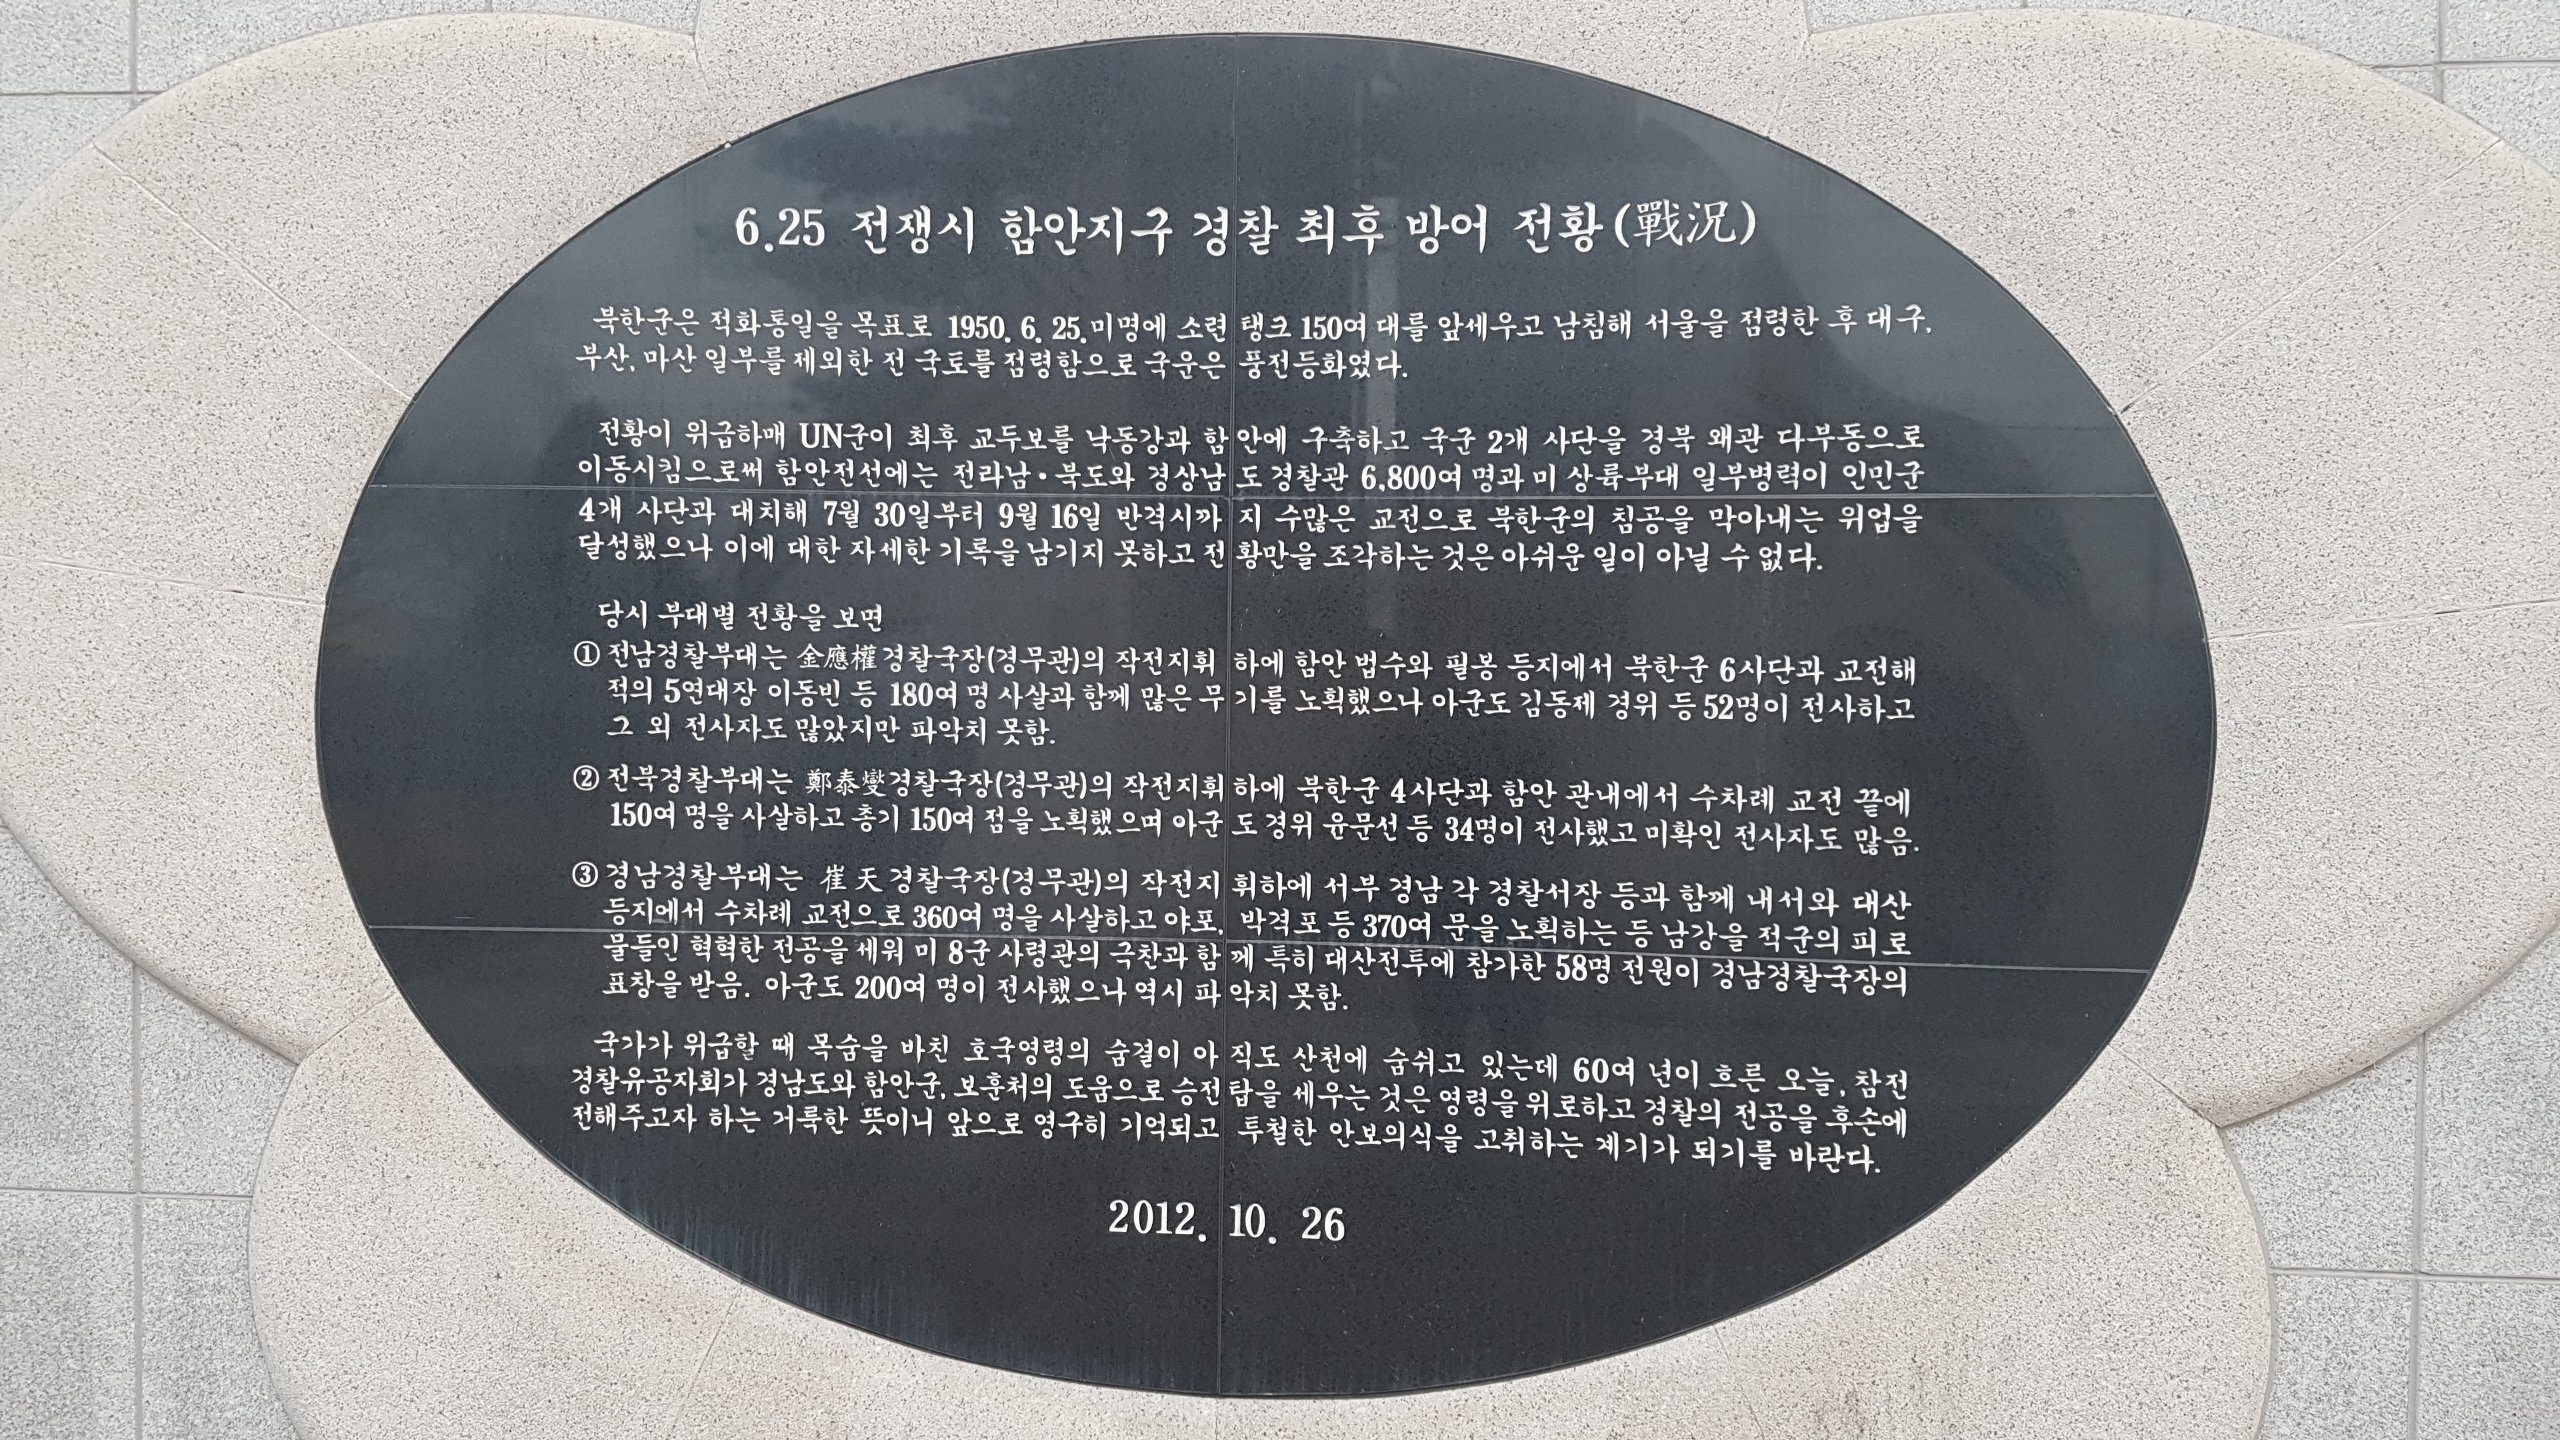 6.25 전쟁시 함안지구 경찰 최후 방어 전황(戰況)
북한군은 적화통일을 목표로 1950. 6. 25.미명에 소련 탱크 150여 대를 앞세우고 남침해 서울을 점령한 후 대구,
부산, 마산 일부를 제외한 전 국토를 점령함으로 국운은 풍전등화였다.
전황이 위급하매 UN군이 최후 교두보를 낙동강과 함안에 구축하고 국군 2개 사단을 경북 왜관 다부동으로
이동시킴으로써 함안전선에는 전라남·북도와 경상남도 경찰관 6,800여 명과 미 상륙부대 일부병력이 인민군
4개 사단과 대치해 7월 30일부터 9월 16일 반격시까지 수많은 교전으로 북한군의 침공을 막아내는 위업을
달성했으나 이에 대한 자세한 기록을 남기지 못하고 전황만을 조각하는 것은 아쉬운 일이 아닐 수 없다.
당시 부대별 전황을 보면
① 전남경찰부대는 金應權경찰국장(경무관)의 작전지휘 하에 함안 법수와 필봉 등지에서 북한군 6사단과 교전해
적의 5연대장 이동빈 등 180여 명 사살과 함께 많은 무기를 노획했으나 아군도 김동제 경위 등 52명이 전사하고
그 외 전사자도 많았지만 파악치 못함.
② 전북경찰부대는 鄭泰燮경찰국장(경무관)의 작전지휘 하에 북한군 4사단과 함안 관내에서 수차례 교전 끝에
150여 명을 사살하고 총기 150여 점을 노획했으며 아군도 경위 윤문선 등 34명이 전사했고 미확인 전사자도 많음.
③ 경남경찰부대는 崔天경찰국장(경무관)의 작전지휘하에 서부 경남 각 경찰서장 등과 함께 내서와 대산
등지에서 수차례 교전으로 360여 명을 사살하고 야포, 박격포 등 370여 문을 노획하는 등 남강을 적군의 피로
물들인 혁혁한 전공을 세워 미 8군 사령관의 극찬과 함께 특히 대산전투에 참가한 58명 전원이 경남경찰국장의
표창을 받음. 아군도 200여 명이 전사했으나 역시 파악치 못함.
국가가 위급할 때 목숨을 바친 호국영령의 숨결이 아직도 산천에 숨쉬고 있는데 60여 년이 흐른 오늘, 참전
경찰유공자회가 경남도와 함안군, 보훈처의 도움으로 승전탑을 세우는 것은 영령을 위로하고 경찰의 전공을 후손에
전해주고자 하는 거룩한 뜻이니 앞으로 영구히 기억되고 투철한 안보의식을 고취하는 계기가 되기를 바란다.
2012. 10. 26